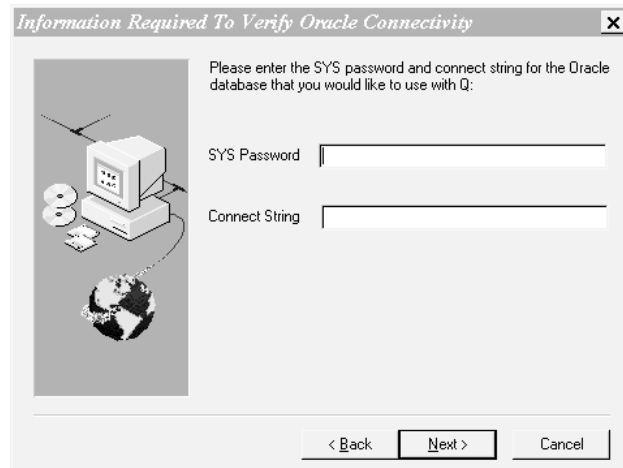 Information Required To Verify Oracle Connectivity
Please enter the SYS password and connect string for the Oracle
database that you would like to use with Q:
SYS Password
Connect String
< Back
Next >
Cancel